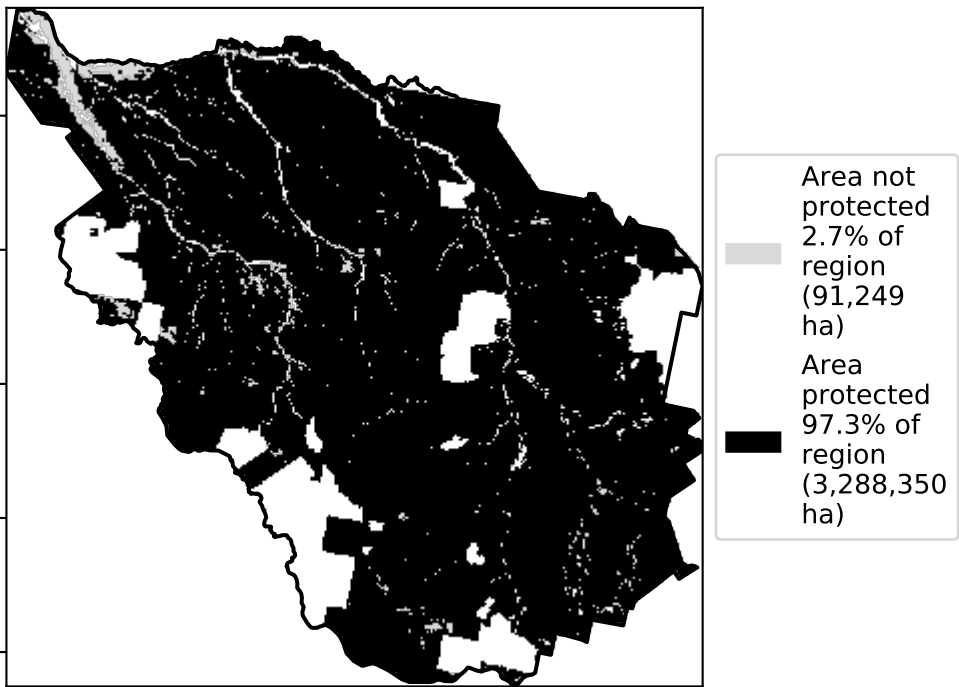 Area not
protected
2.7% of
region
(91,249
ha)
Area
protected
97.3% of
region
(3,288,350
ha)